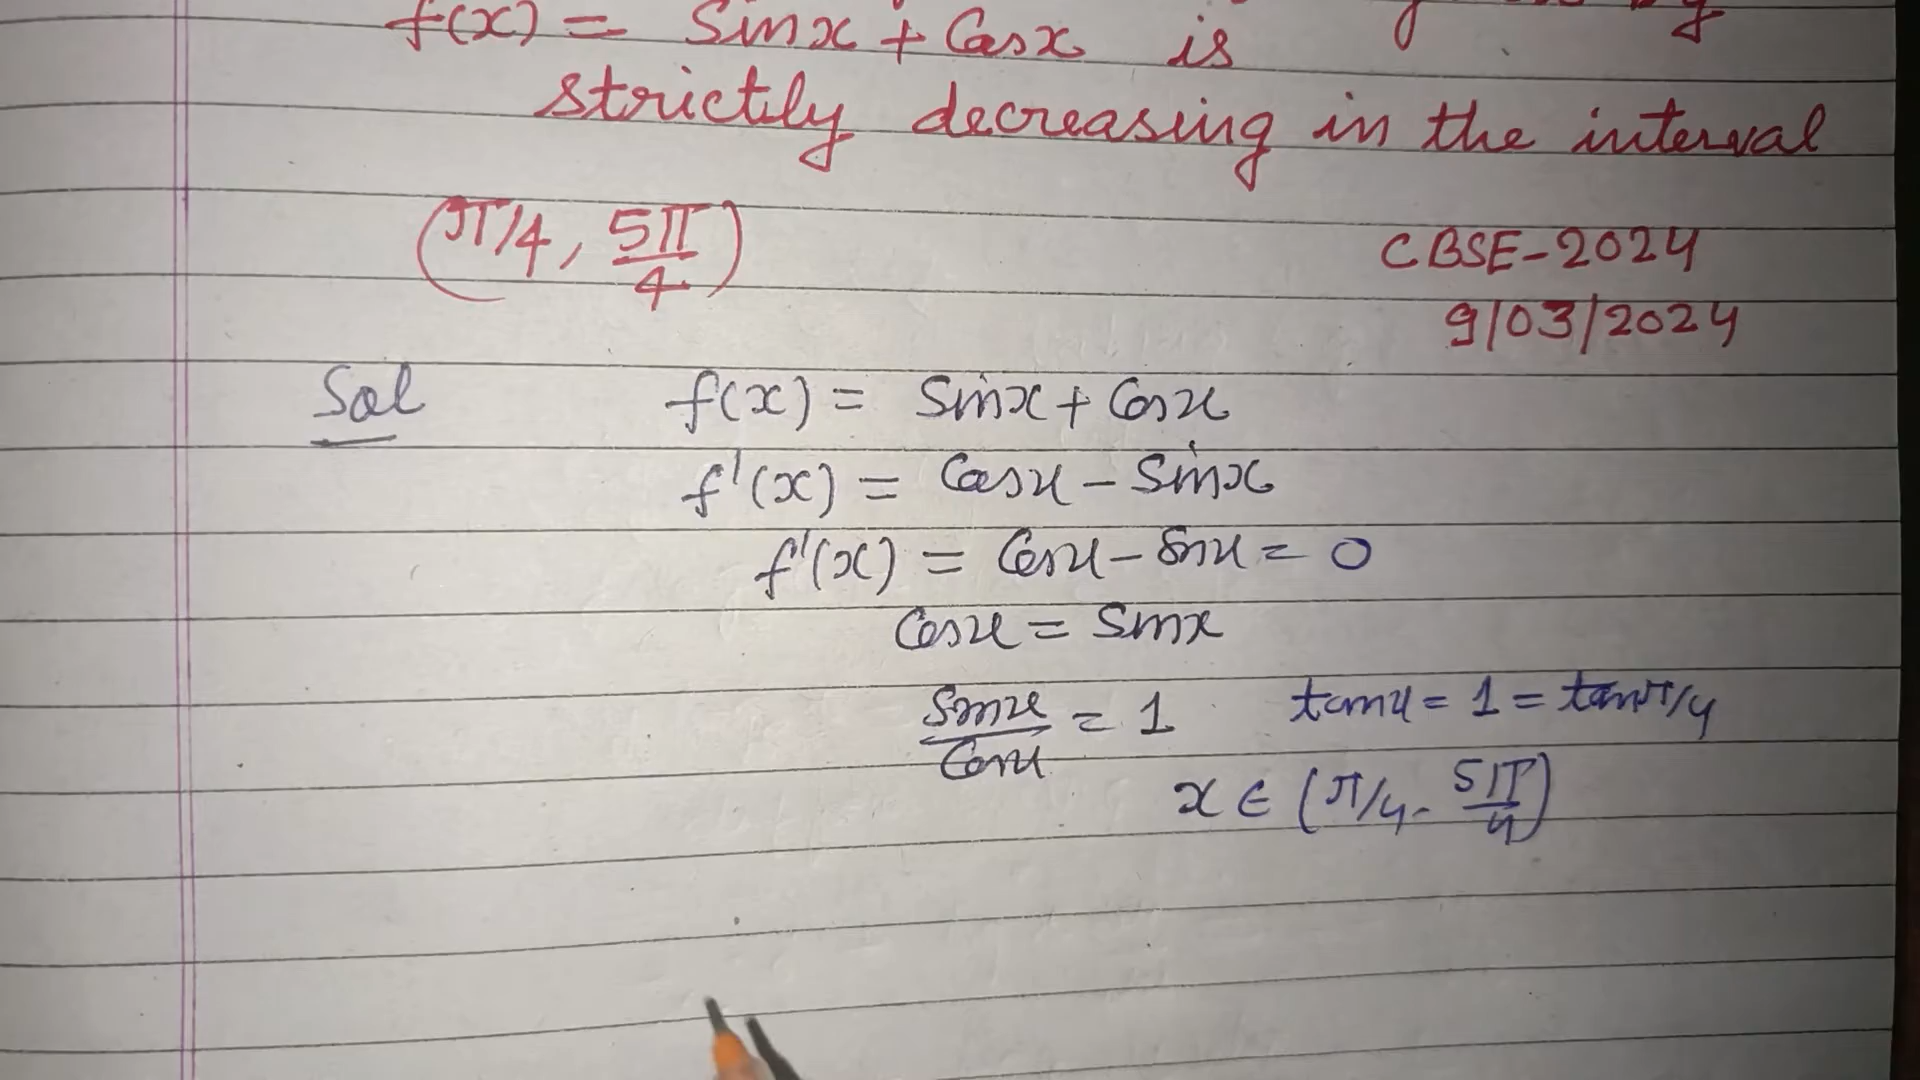 f(x) = Sinx + Cosx is
strictily decreasing in the interval
(π/4, 5π/4)
CBSE-2024
9/03/2024
Sol f(x) = Sinx + Cosx
f'(x) = Cosx - Sinx
f'(x) = Cosx - Sinx = 0
Cosx = Sinx
Sinx/Cosx = 1 tanx = 1 = tanπ/4
x ∈ (π/4, 5π/4)